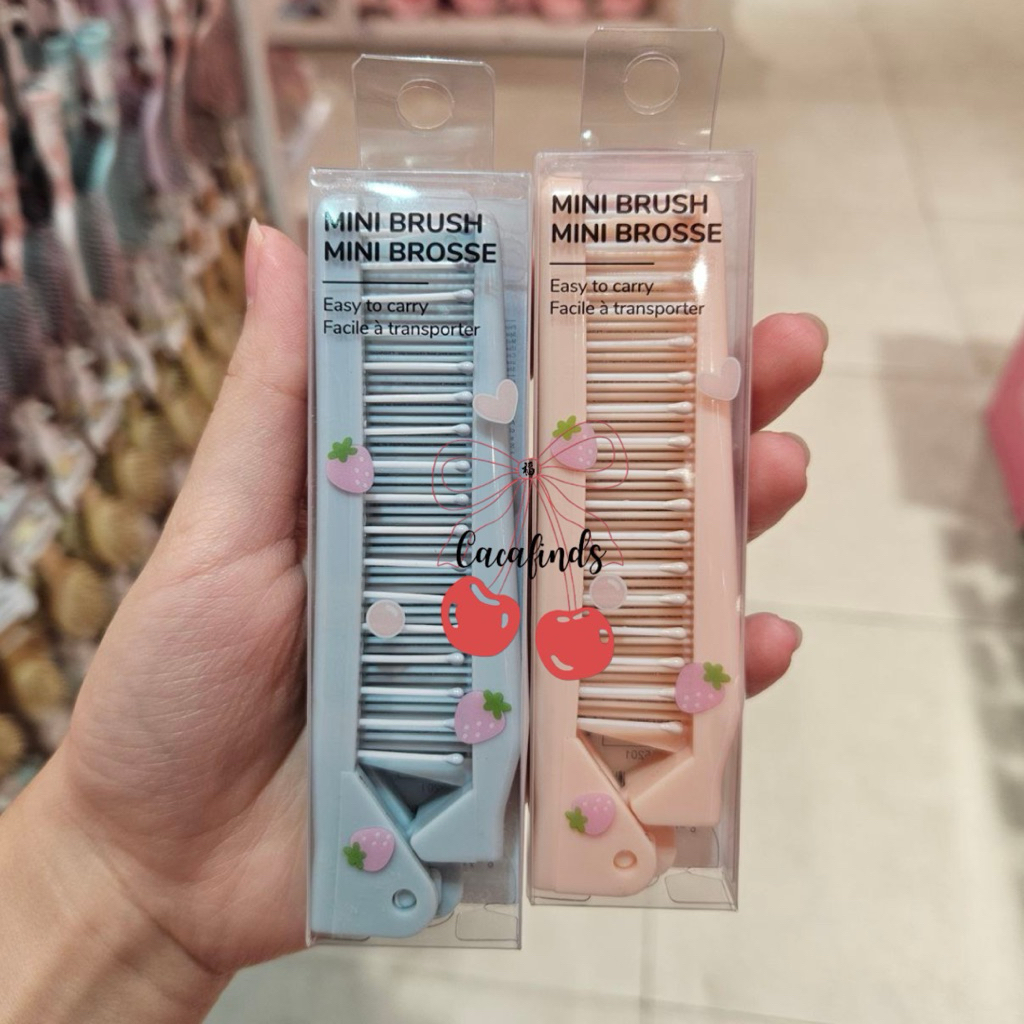 MINI BRUSH
MINI BROSSE
Easy to carry
Facile à transporter
MINI BRUSH
MINI BROSSE
Easy to carry
Facile à transporter
福
Cacafinds